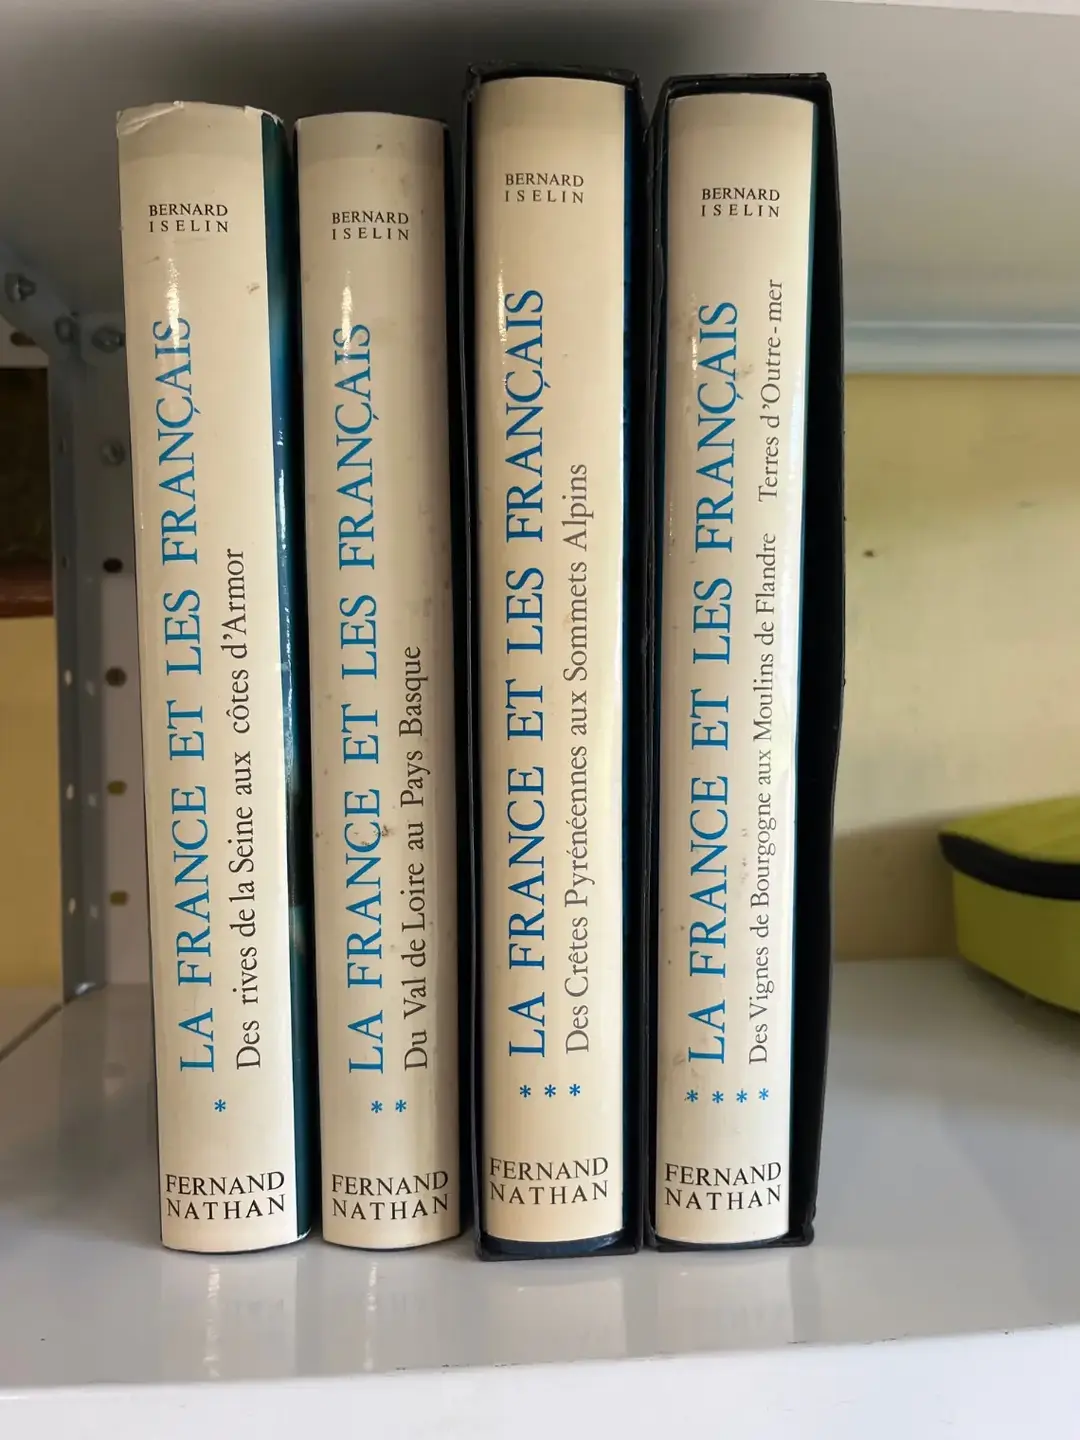 BERNARD
ISELIN
LA FRANCE ET LES FRANÇAIS
Des rives de la Seine aux côtes d'Armor
*
FERNAND
NATHAN
BERNARD
ISELIN
LA FRANCE ET LES FRANÇAIS
Du Val de Loire au Pays Basque
* *
FERNAND
NATHAN
BERNARD
ISELIN
LA FRANCE ET LES FRANÇAIS
Des Crêtes Pyrénéennes aux Sommets Alpins
* * *
FERNAND
NATHAN
BERNARD
ISELIN
LA FRANCE ET LES FRANÇAIS
Des Vignes de Bourgogne aux Moulins de Flandre Terres d'Outre-mer
* * * *
FERNAND
NATHAN